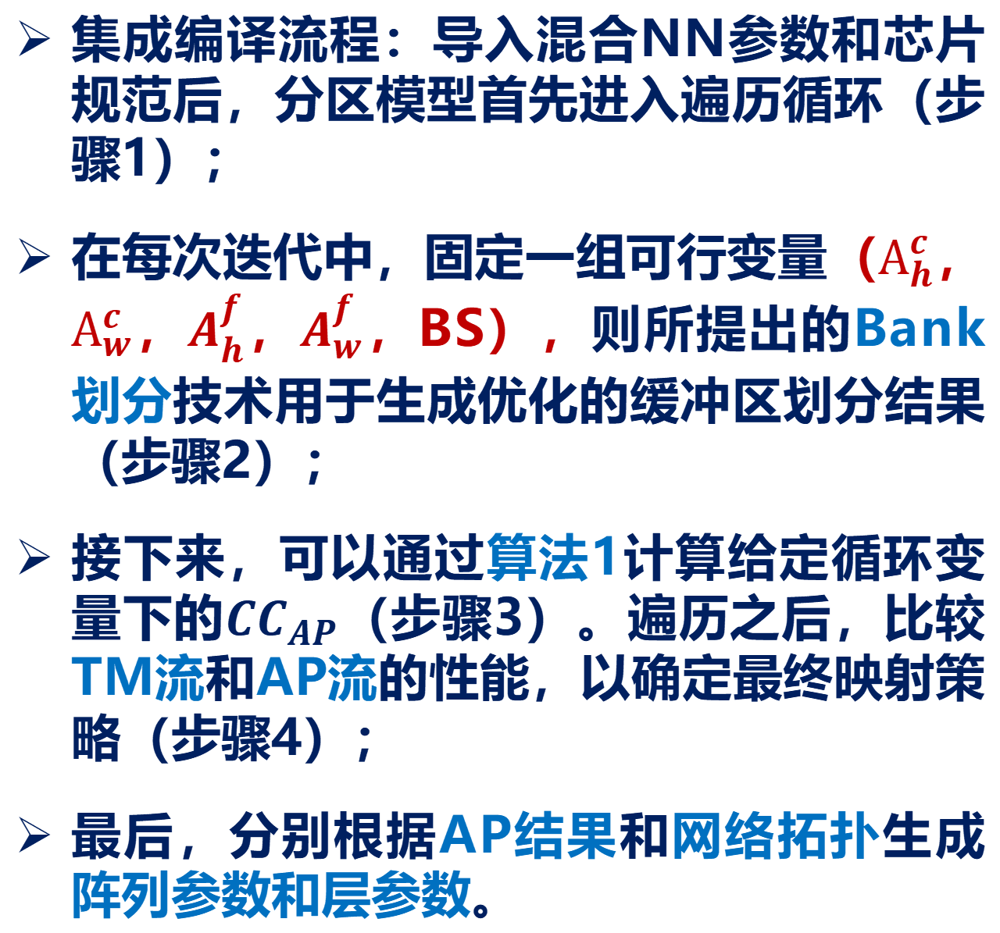 ➢ 集成编译流程：导入混合NN参数和芯片
规范后，分区模型首先进入遍历循环（步
骤1）；
➢ 在每次迭代中，固定一组可行变量（A_h^c，
A_w^c，A_h^f，A_w^f，BS），则所提出的Bank
划分技术用于生成优化的缓冲区划分结果
（步骤2）；
➢ 接下来，可以通过算法1计算给定循环变
量下的CC_AP（步骤3）。遍历之后，比较
TM流和AP流的性能，以确定最终映射策
略（步骤4）；
➢ 最后，分别根据AP结果和网络拓扑生成
阵列参数和层参数。